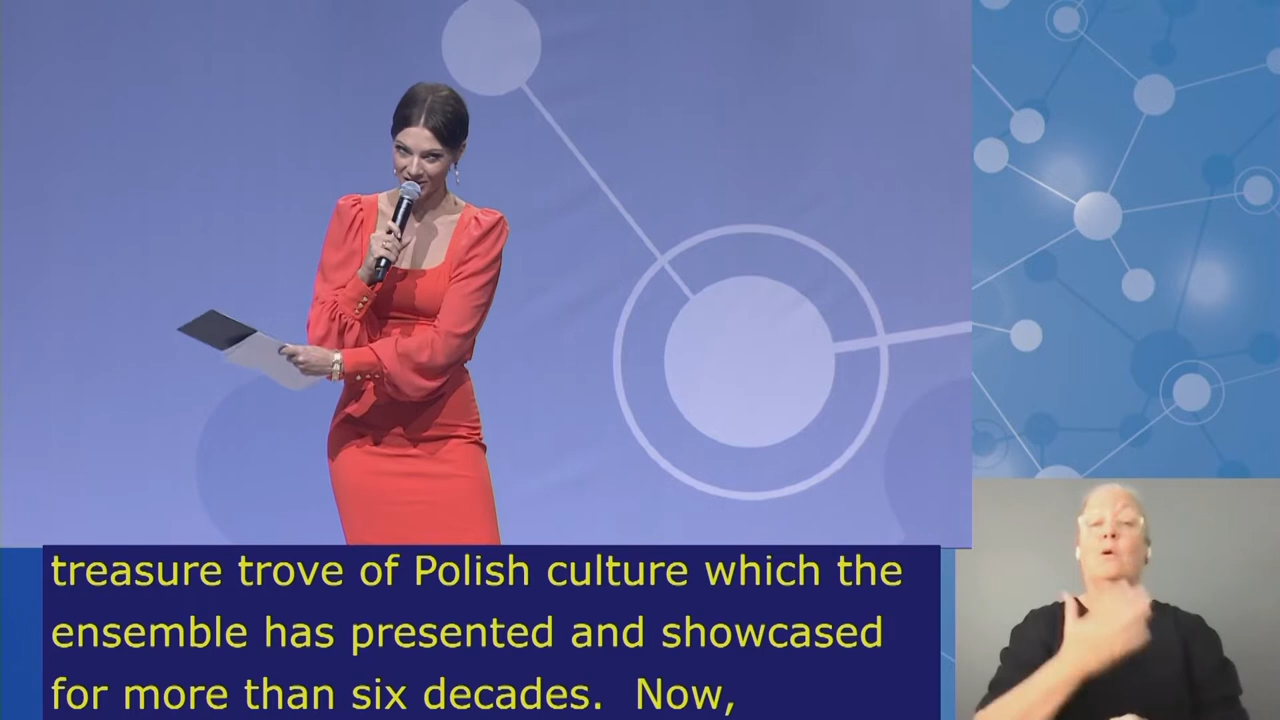 treasure trove of Polish culture which the
ensemble has presented and showcased
for more than six decades.  Now,